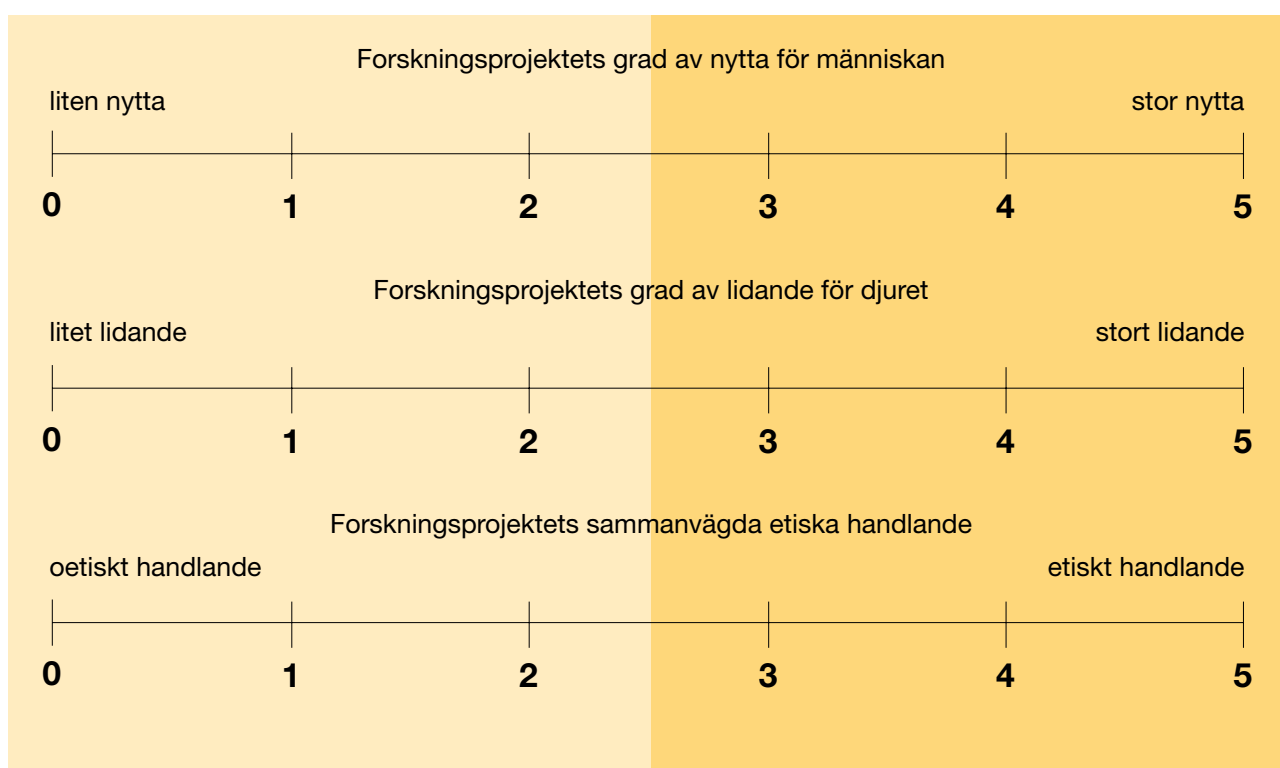 Forskningsprojektets grad av nytta för människan
liten nytta stor nytta
0 1 2 3 4 5
Forskningsprojektets grad av lidande för djuret
litet lidande stort lidande
0 1 2 3 4 5
Forskningsprojektets sammanvägda etiska handlande
oetiskt handlande etiskt handlande
0 1 2 3 4 5